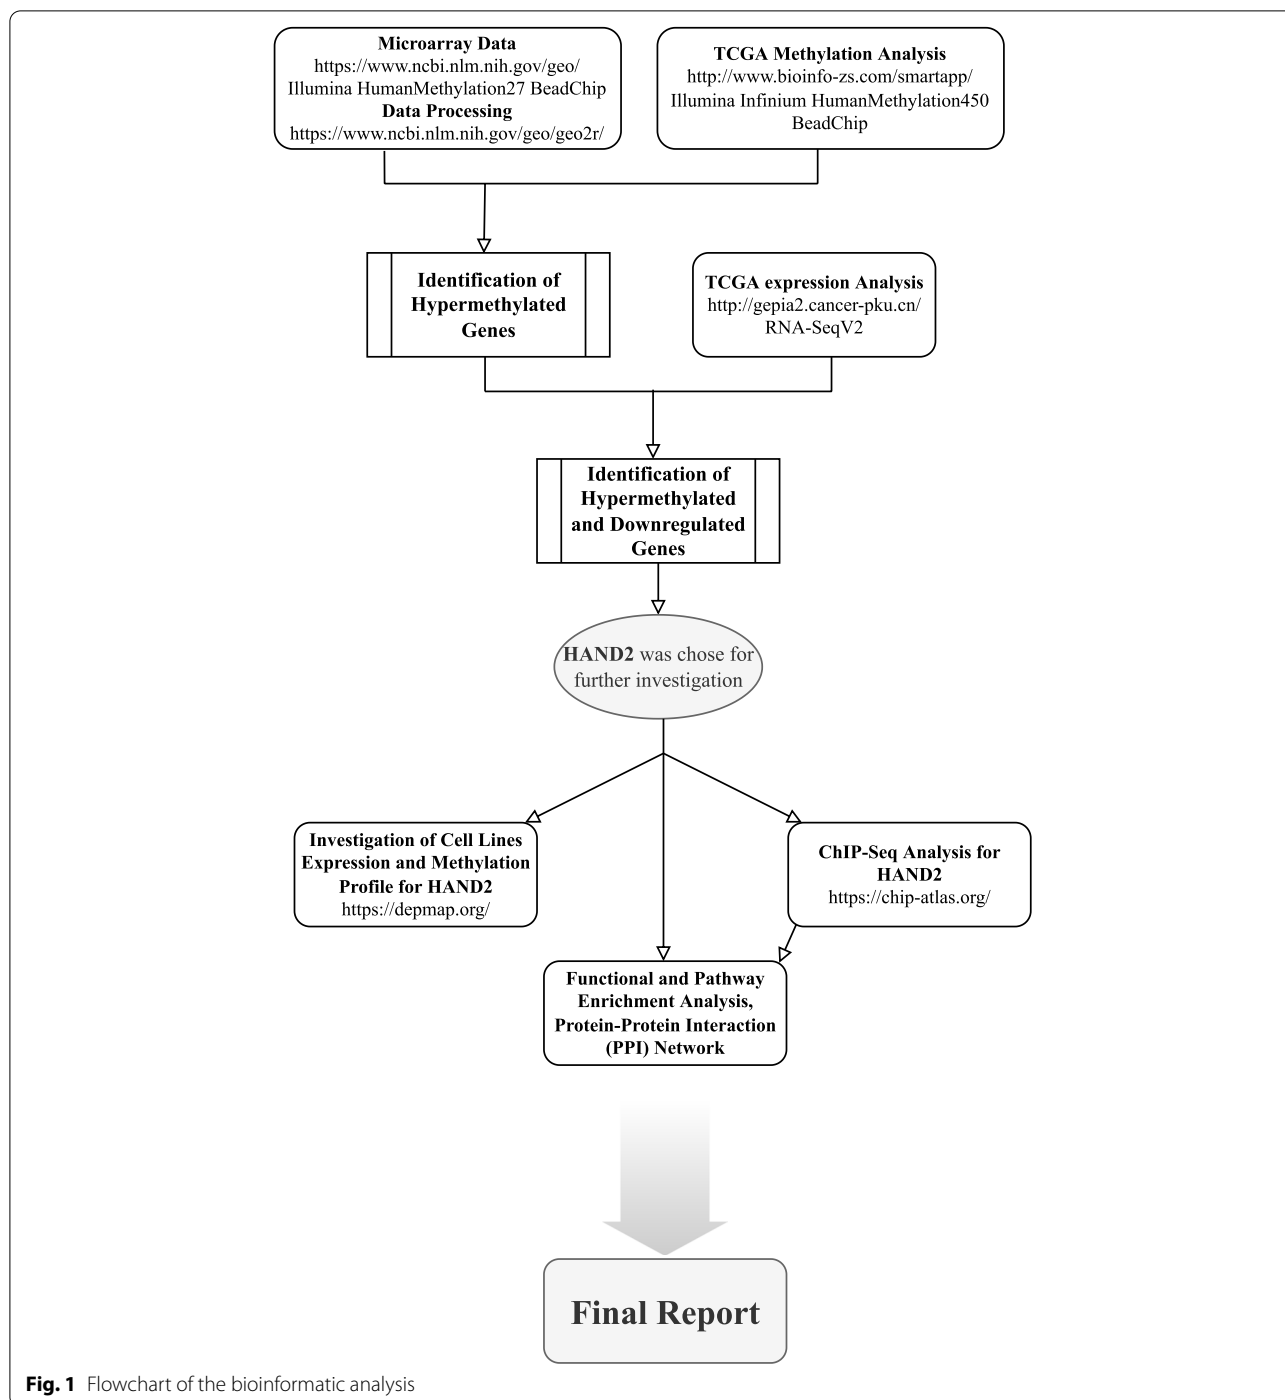 Microarray Data
https://www.ncbi.nlm.nih.gov/geo/
Illumina HumanMethylation27 BeadChip
Data Processing
https://www.ncbi.nlm.nih.gov/geo/geo2r/
TCGA Methylation Analysis
http://www.bioinfo-zs.com/smartapp/
Illumina Infinium HumanMethylation450
BeadChip
Identification of
Hypermethylated
Genes
TCGA expression Analysis
http://gepia2.cancer-pku.cn/
RNA-SeqV2
Identification of
Hypermethylated
and Downregulated
Genes
HAND2 was chose for
further investigation
Investigation of Cell Lines
Expression and Methylation
Profile for HAND2
https://depmap.org/
ChIP-Seq Analysis for
HAND2
https://chip-atlas.org/
Functional and Pathway
Enrichment Analysis,
Protein-Protein Interaction
(PPI) Network
Final Report
Fig. 1 Flowchart of the bioinformatic analysis